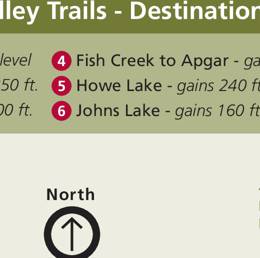 lley Trails - Destination
level
4 Fish Creek to Apgar - ga
50 ft.
5 Howe Lake - gains 240 ft
00 ft.
6 Johns Lake - gains 160 ft
North